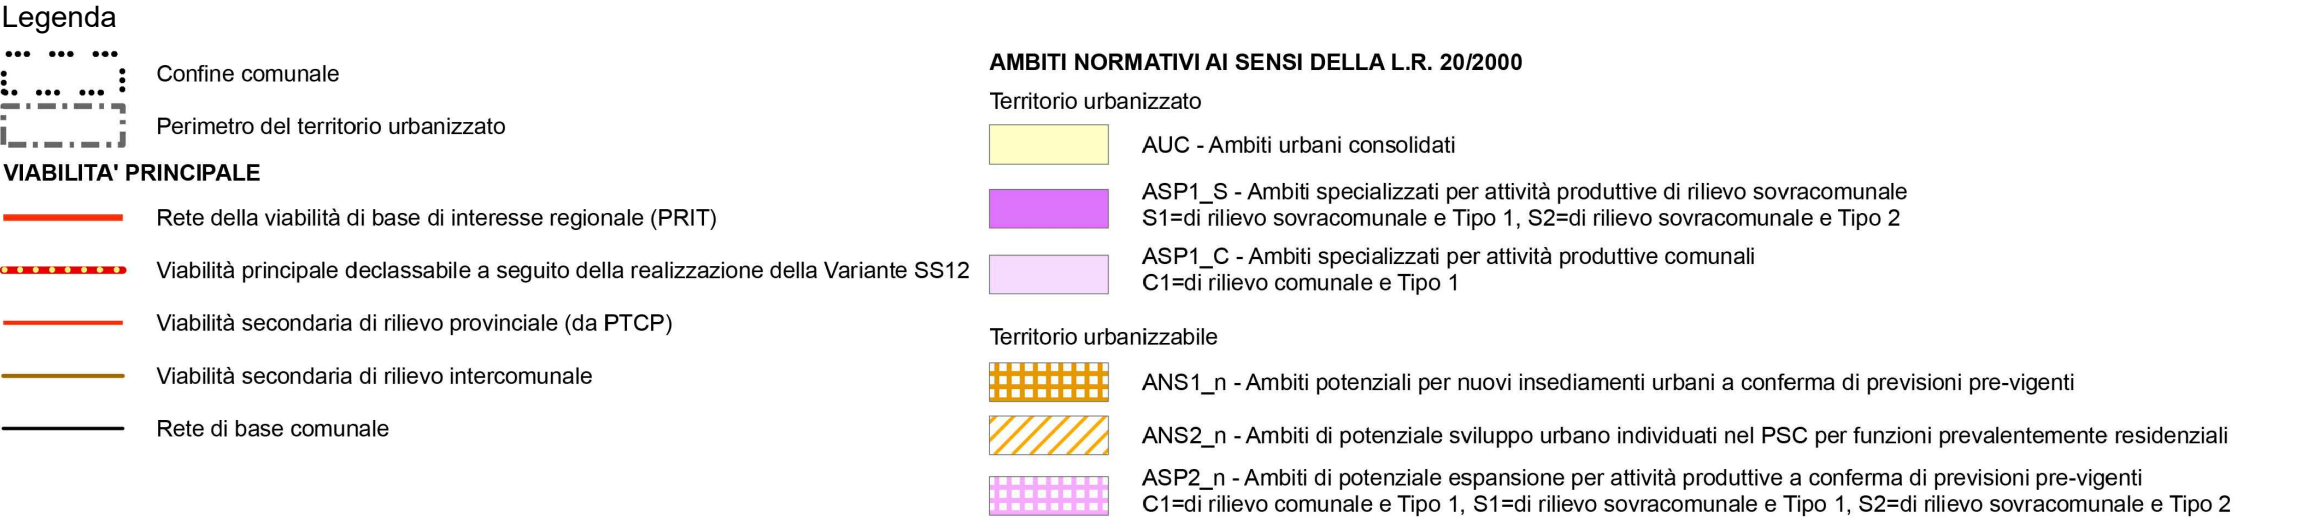 Legenda
Confine comunale
Perimetro del territorio urbanizzato
VIABILITA' PRINCIPALE
Rete della viabilità di base di interesse regionale (PRIT)
Viabilità principale declassabile a seguito della realizzazione della Variante SS12
Viabilità secondaria di rilievo provinciale (da PTCP)
Viabilità secondaria di rilievo intercomunale
Rete di base comunale
AMBITI NORMATIVI AI SENSI DELLA L.R. 20/2000
Territorio urbanizzato
AUC - Ambiti urbani consolidati
ASP1_S - Ambiti specializzati per attività produttive di rilievo sovracomunale
S1=di rilievo sovracomunale e Tipo 1, S2=di rilievo sovracomunale e Tipo 2
ASP1_C - Ambiti specializzati per attività produttive comunali
C1=di rilievo comunale e Tipo 1
Territorio urbanizzabile
ANS1_n - Ambiti potenziali per nuovi insediamenti urbani a conferma di previsioni pre-vigenti
ANS2_n - Ambiti di potenziale sviluppo urbano individuati nel PSC per funzioni prevalentemente residenziali
ASP2_n - Ambiti di potenziale espansione per attività produttive a conferma di previsioni pre-vigenti
C1=di rilievo comunale e Tipo 1, S1=di rilievo sovracomunale e Tipo 1, S2=di rilievo sovracomunale e Tipo 2